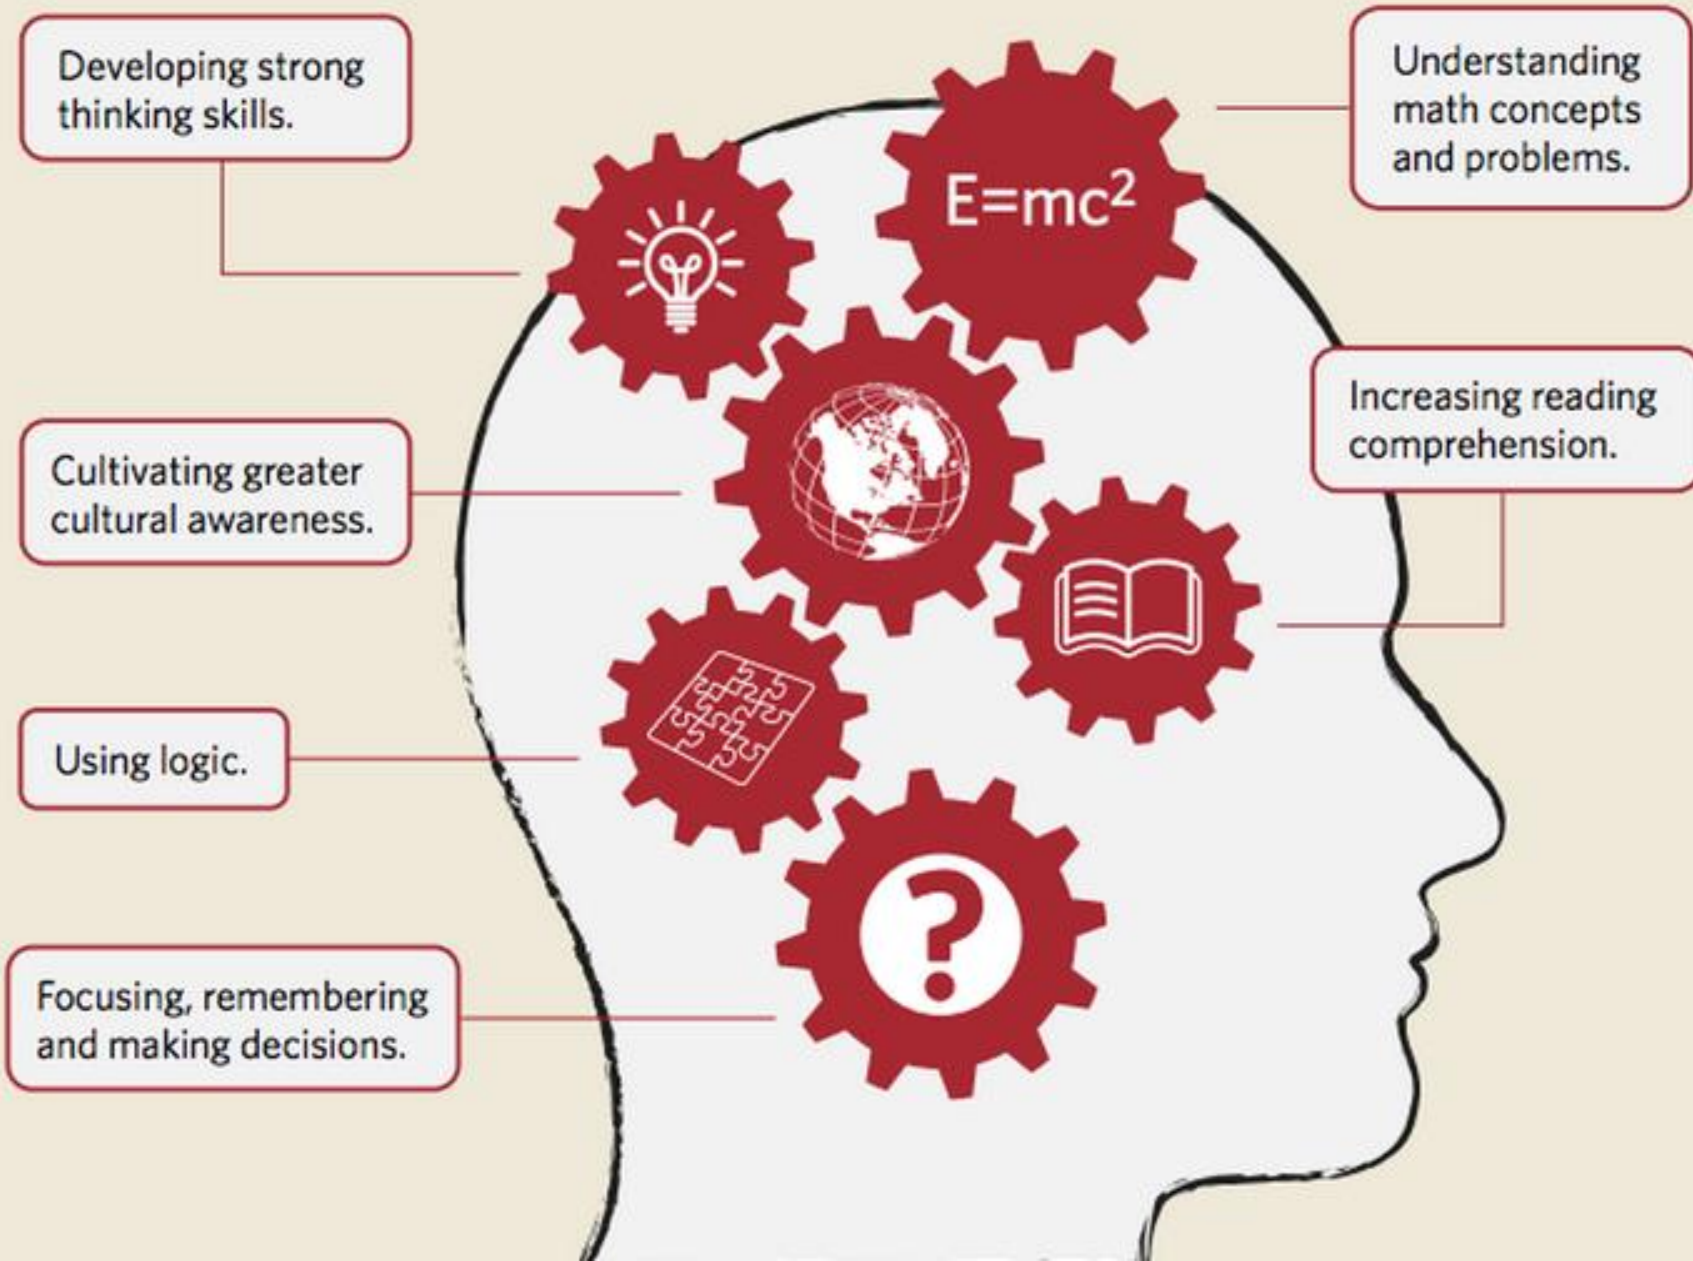 Developing strong
thinking skills.
Understanding
math concepts
and problems.
E=mc²
Increasing reading
comprehension.
Cultivating greater
cultural awareness.
Using logic.
?
Focusing, remembering
and making decisions.